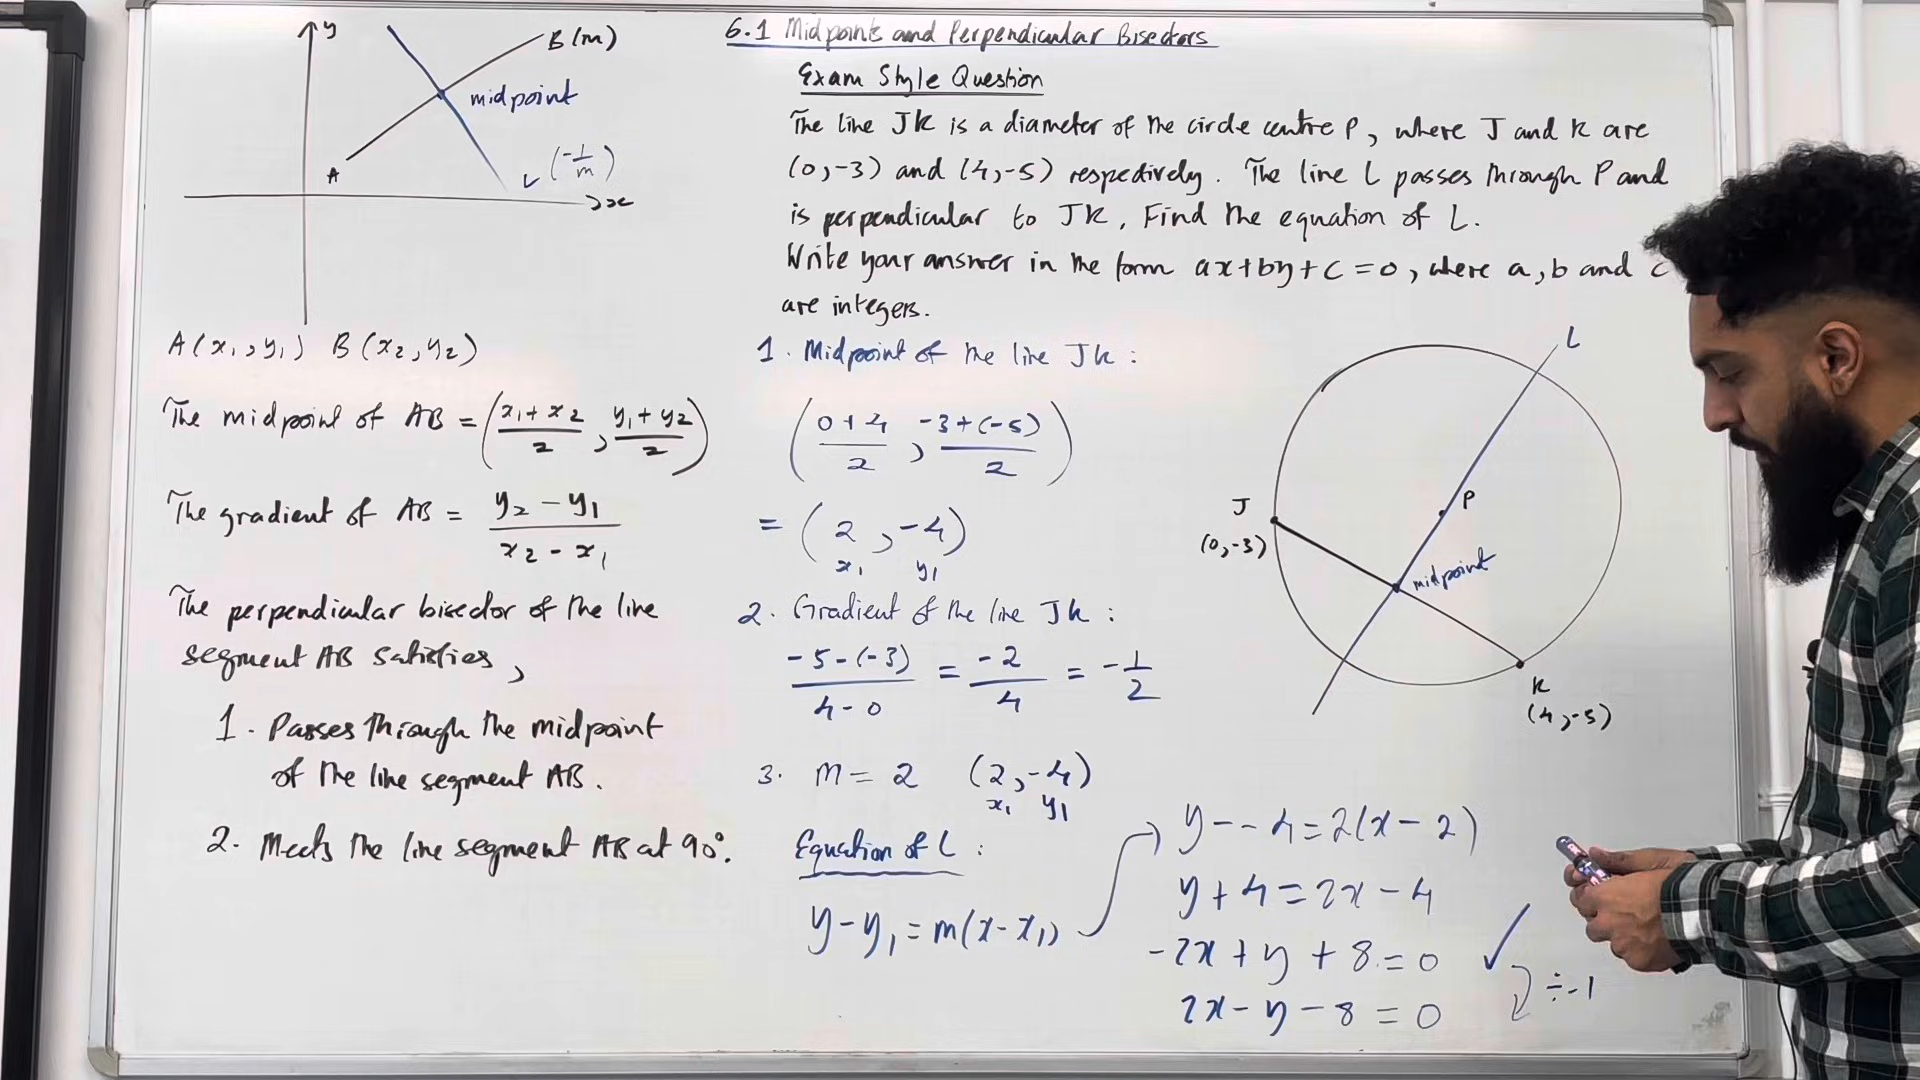 y
B (m)
midpoint
A
L (-1/m)
x
A(x₁, y₁) B(x₂, y₂)
The midpoint of AB = ((x₁ + x₂)/2, (y₁ + y₂)/2)
The gradient of AB = (y₂ - y₁)/(x₂ - x₁)
The perpendicular bisector of the line
segment AB satisfies,
1. Passes through the midpoint
of the line segment AB.
2. Meets the line segment AB at 90°.
6.1 Midpoints and Perpendicular Bisectors
Exam Style Question
The line JK is a diameter of the circle centre P, where J and K are
(0,-3) and (4,-5) respectively. The line L passes through P and
is perpendicular to JK. Find the equation of L.
Write your answer in the form ax+by+c=0, where a, b and c
are integers.
1. Midpoint of the line JK:
((0+4)/2, (-3+(-5))/2)
= (2, -4)
x₁ y₁
2. Gradient of the line JK:
(-5-(-3))/(4-0) = -2/4 = -1/2
3. m = 2 (2,-4)
x₁ y₁
Equation of L:
y-y₁ = m(x-x₁)
y--4=2(x-2)
y+4=2x-4
-2x+y+8=0 ✓
÷-1
2x-y-8=0
L
P
J
(0,-3)
midpoint
K
(4,-5)